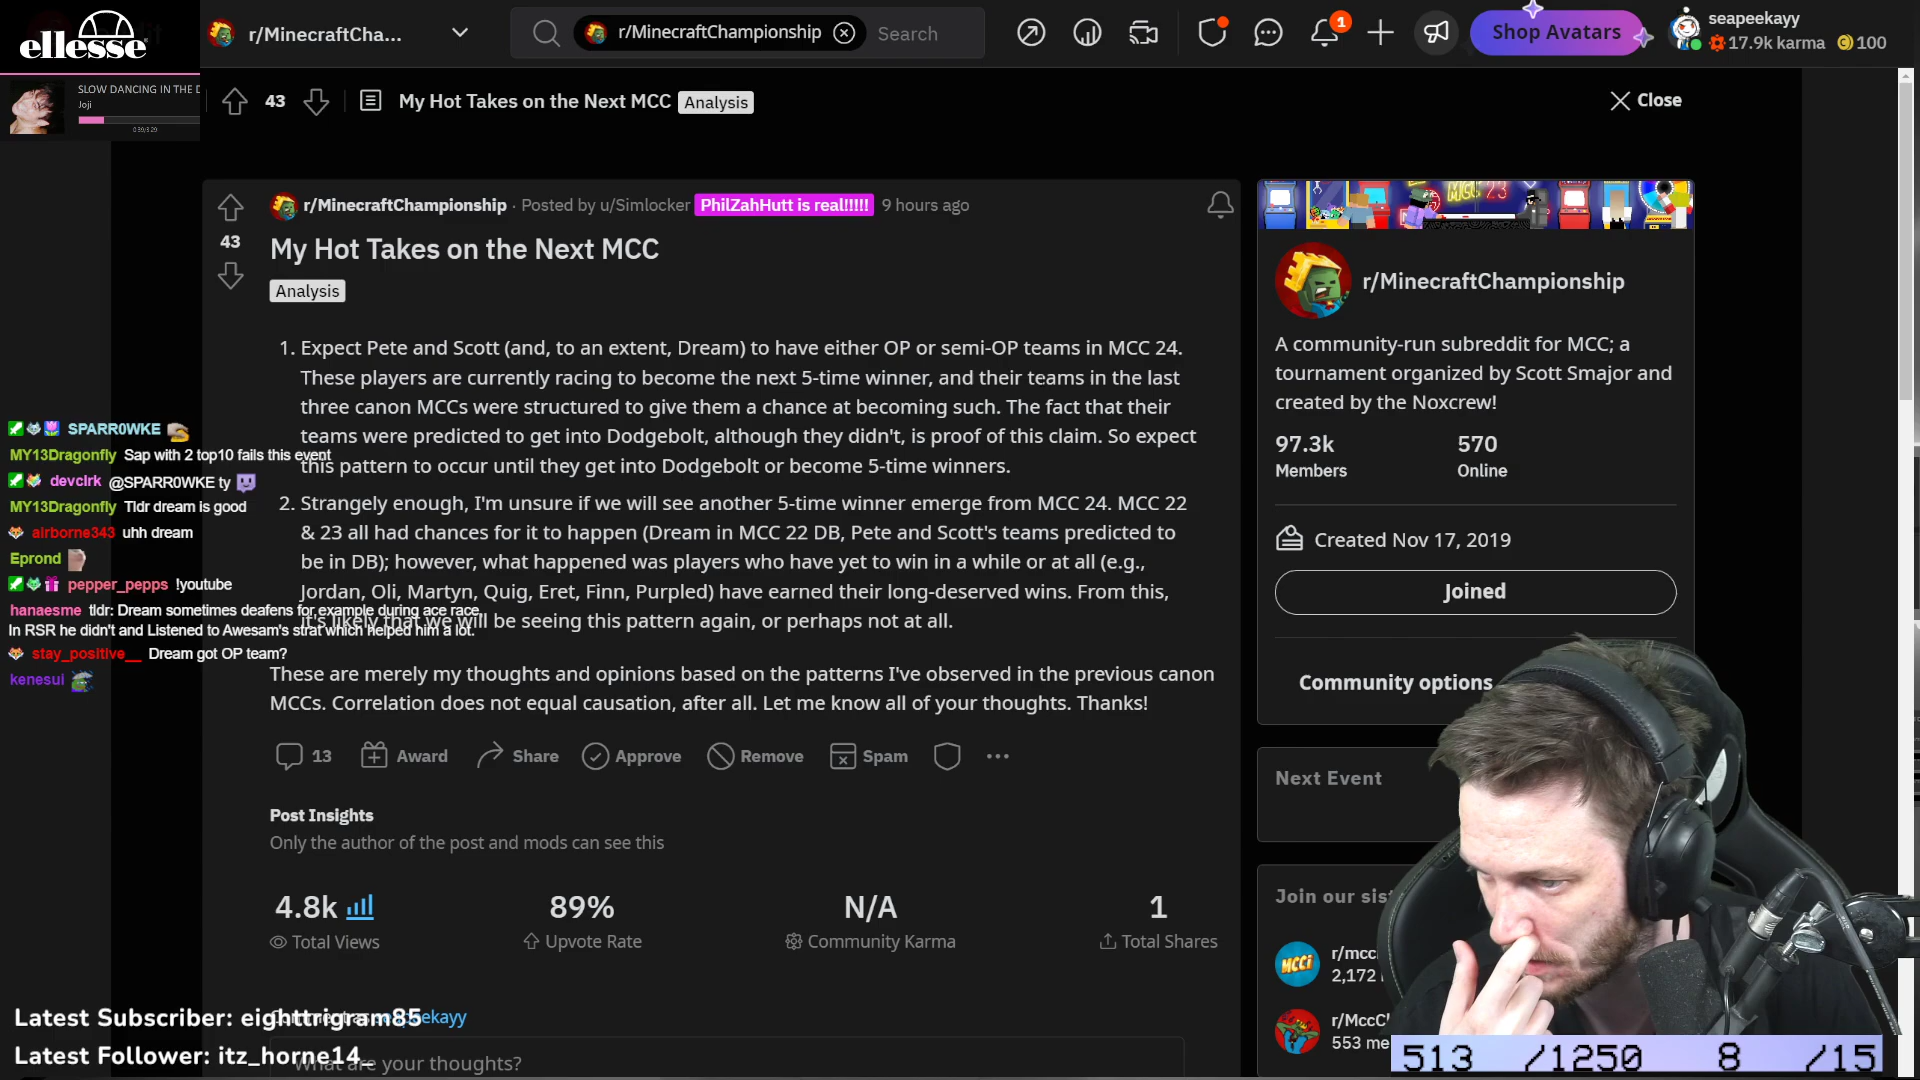 ellesse
r/MinecraftCha...
r/MinecraftChampionship
Search
1
Shop Avatars
seapeekayy
17.9k karma
100
SLOW DANCING IN THE D
Joji
43
My Hot Takes on the Next MCC
Analysis
Close
r/MinecraftChampionship · Posted by u/Simlocker PhilZahHutt is real!!!!! 9 hours ago
43
My Hot Takes on the Next MCC
Analysis
1. Expect Pete and Scott (and, to an extent, Dream) to have either OP or semi-OP teams in MCC 24.
These players are currently racing to become the next 5-time winner, and their teams in the last
three canon MCCs were structured to give them a chance at becoming such. The fact that their
teams were predicted to get into Dodgebolt, although they didn't, is proof of this claim. So expect
this pattern to occur until they get into Dodgebolt or become 5-time winners.
2. Strangely enough, I'm unsure if we will see another 5-time winner emerge from MCC 24. MCC 22
& 23 all had chances for it to happen (Dream in MCC 22 DB, Pete and Scott's teams predicted to
be in DB); however, what happened was players who have yet to win in a while or at all (e.g.,
Jordan, Oli, Martyn, Quig, Eret, Finn, Purpled) have earned their long-deserved wins. From this,
it's likely that we will be seeing this pattern again, or perhaps not at all.
These are merely my thoughts and opinions based on the patterns I've observed in the previous canon
MCCs. Correlation does not equal causation, after all. Let me know all of your thoughts. Thanks!
13
Award
Share
Approve
Remove
Spam
Post Insights
Only the author of the post and mods can see this
4.8k
Total Views
89%
Upvote Rate
N/A
Community Karma
1
Total Shares
What are your thoughts?
SPARR0WKE
MY13Dragonfly Sap with 2 top10 fails this event
devclrk @SPARR0WKE ty
MY13Dragonfly Tldr dream is good
airborne343 uhh dream
Eprond
pepper_pepps !youtube
hanaesme tldr: Dream sometimes deafens for example during ace race.
In RSR he didn't and Listened to Awesam's strat which helped him a lot.
stay_positive__ Dream got OP team?
kenesui
Latest Subscriber: eighttrigram85
Latest Follower: itz_horne14_
MCC 23
r/MinecraftChampionship
A community-run subreddit for MCC; a
tournament organized by Scott Smajor and
created by the Noxcrew!
97.3k
Members
570
Online
Created Nov 17, 2019
Joined
Community options
Next Event
Join our sis
MCCi
r/mcc
2,172
r/MccC
553 me
513 /1250 8 /15